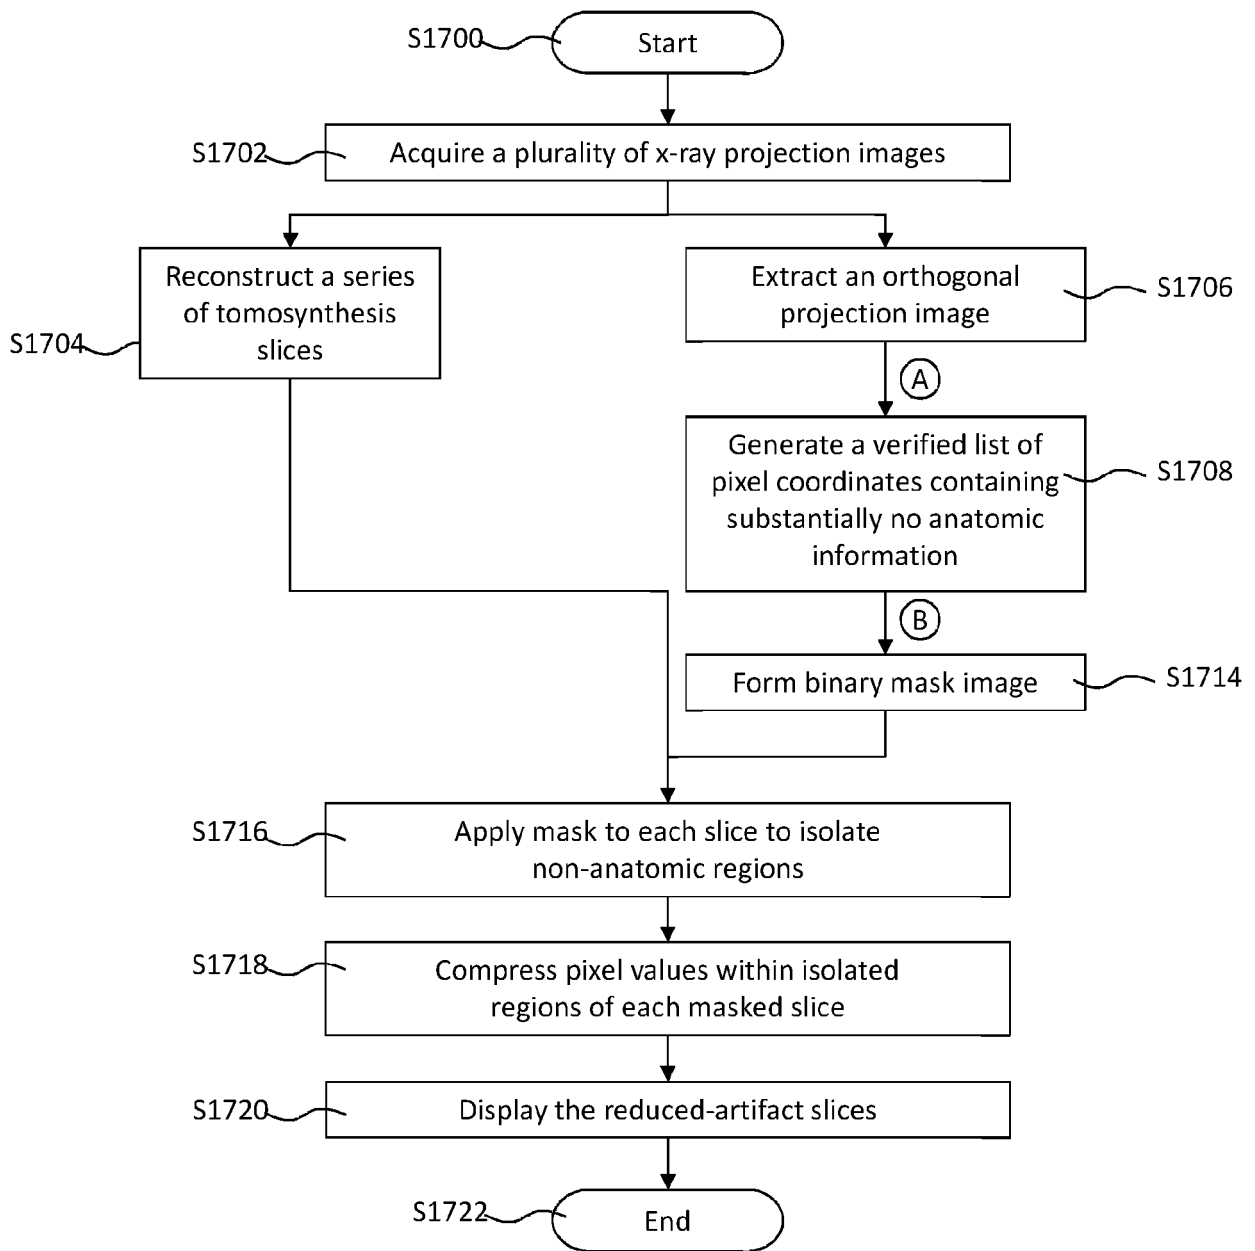 S1700
Start
S1702
Acquire a plurality of x-ray projection images
Reconstruct a series
of tomosynthesis
slices
S1704
Extract an orthogonal
projection image
S1706
A
Generate a verified list of
pixel coordinates containing
substantially no anatomic
information
S1708
B
Form binary mask image
S1714
S1716
Apply mask to each slice to isolate
non-anatomic regions
S1718
Compress pixel values within isolated
regions of each masked slice
S1720
Display the reduced-artifact slices
S1722
End